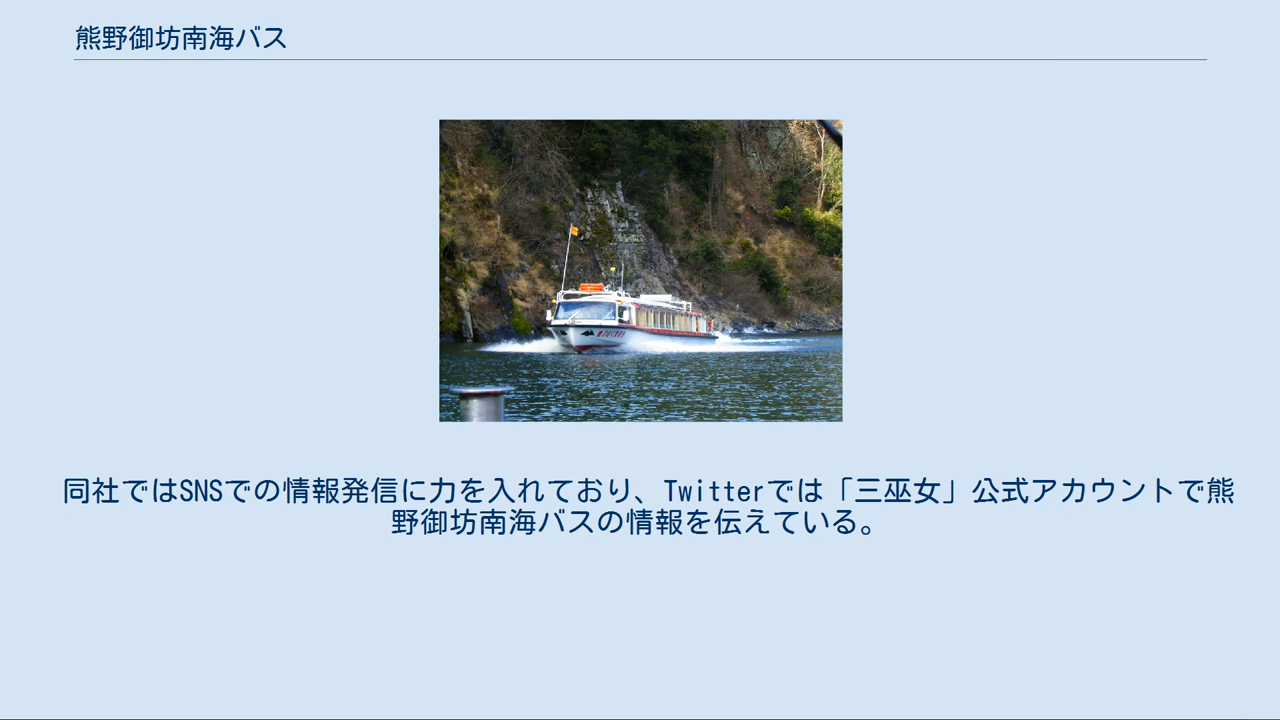 熊野御坊南海バス
同社ではSNSでの情報発信に力を入れており、Twitterでは「三巫女」公式アカウントで熊
野御坊南海バスの情報を伝えている。